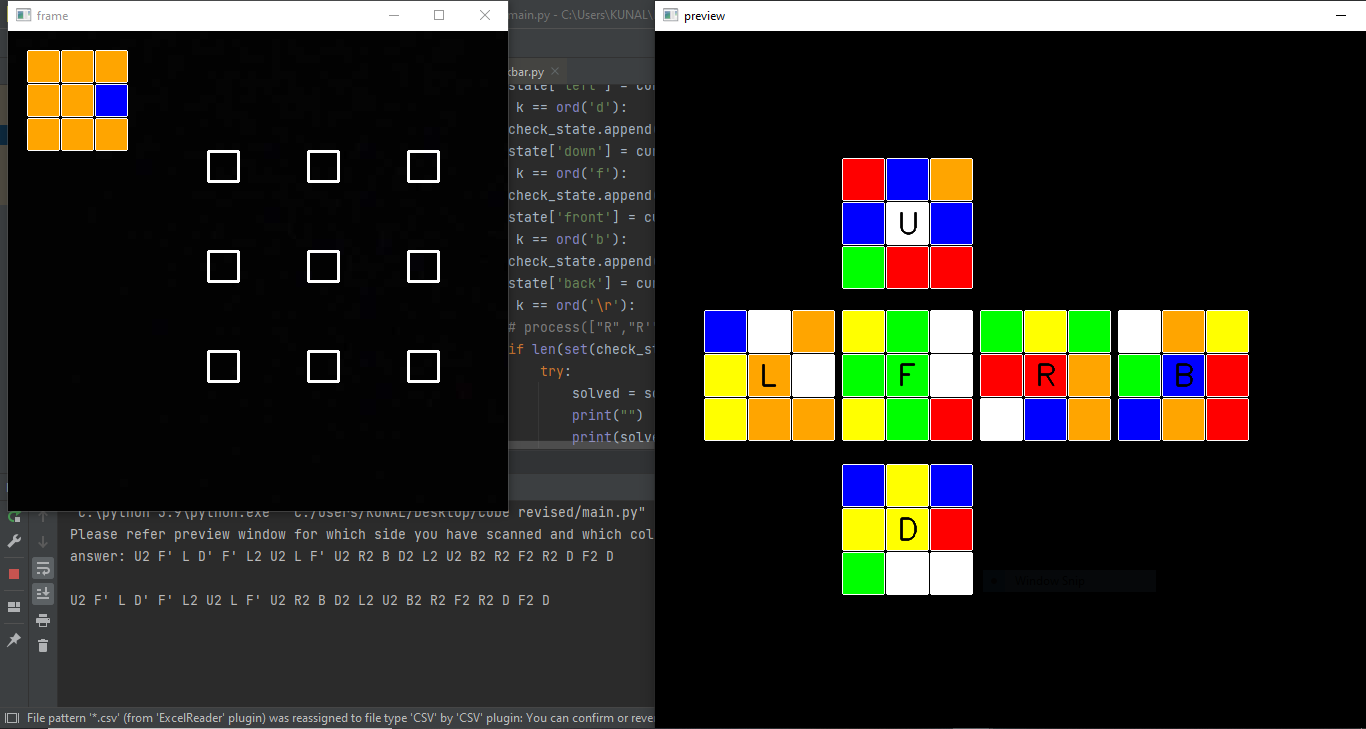 frame
main.py - C:\Users\KUNAL\
preview
kbar.py
state['left'] = cur
k == ord('d'):
check_state.append
state['down'] = cur
k == ord('f'):
check_state.append
state['front'] = cu
k == ord('b'):
check_state.append
state['back'] = cu
k == ord('\r'):
# process(["R","R'
if len(set(check_st
try:
solved = so
print("")
print(solve
U
L F R B
D
C:\python 3.9\python.exe" "C:/Users/KUNAL/Desktop/cube revised/main.py"
Please refer preview window for which side you have scanned and which col
answer: U2 F' L D' F' L2 U2 L F' U2 R2 B D2 L2 U2 B2 R2 F2 R2 D F2 D
U2 F' L D' F' L2 U2 L F' U2 R2 B D2 L2 U2 B2 R2 F2 R2 D F2 D
Window Snip
File pattern '*.csv' (from 'ExcelReader' plugin) was reassigned to file type 'CSV' by 'CSV' plugin: You can confirm or reve